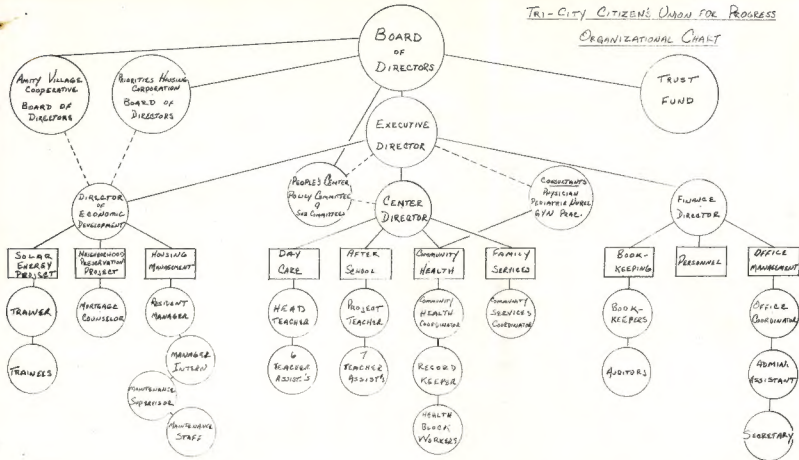 TRI-CITY CITIZEN'S UNION FOR PROGRESS
ORGANIZATIONAL CHART
BOARD
OF
DIRECTORS
AMITY VILLAGE
COOPERATIVE
BOARD OF
DIRECTORS
PRIORITIES HOUSING
CORPORATION
BOARD OF
DIRECTORS
TRUST
FUND
EXECUTIVE
DIRECTOR
DIRECTOR
OF
ECONOMIC
DEVELOPMENT
PEOPLE'S CENTER
POLICY COMMITTEE
9
SUB COMMITTEES
CENTER
DIRECTOR
CONSULTANTS
PHYSICIAN
PEDIATRIC NURSE
GYN PRAC.
FINANCE
DIRECTOR
SOLAR
ENERGY
PROJECT
NEIGHBORHOOD
PRESERVATION
PROJECT
HOUSING
MANAGEMENT
DAY
CARE
AFTER
SCHOOL
COMMUNITY
HEALTH
FAMILY
SERVICES
BOOK-
KEEPING
PERSONNEL
OFFICE
MANAGEMENT
TRAINER
MORTGAGE
COUNSELOR
RESIDENT
MANAGER
HEAD
TEACHER
PROJECT
TEACHER
COMMUNITY
HEALTH
COORDINATOR
COMMUNITY
SERVICES
COORDINATOR
BOOK-
KEEPERS
OFFICE
COORDINATOR
TRAINEES
MANAGER
INTERN
6
TEACHER
ASSIST.'S
7
TEACHER
ASSIST'S
RECORD
KEEPER
AUDITORS
ADMIN.
ASSISTANT
MAINTENANCE
SUPERVISOR
MAINTENANCE
STAFF
HEALTH
BLOCK
WORKERS
SECRETARY